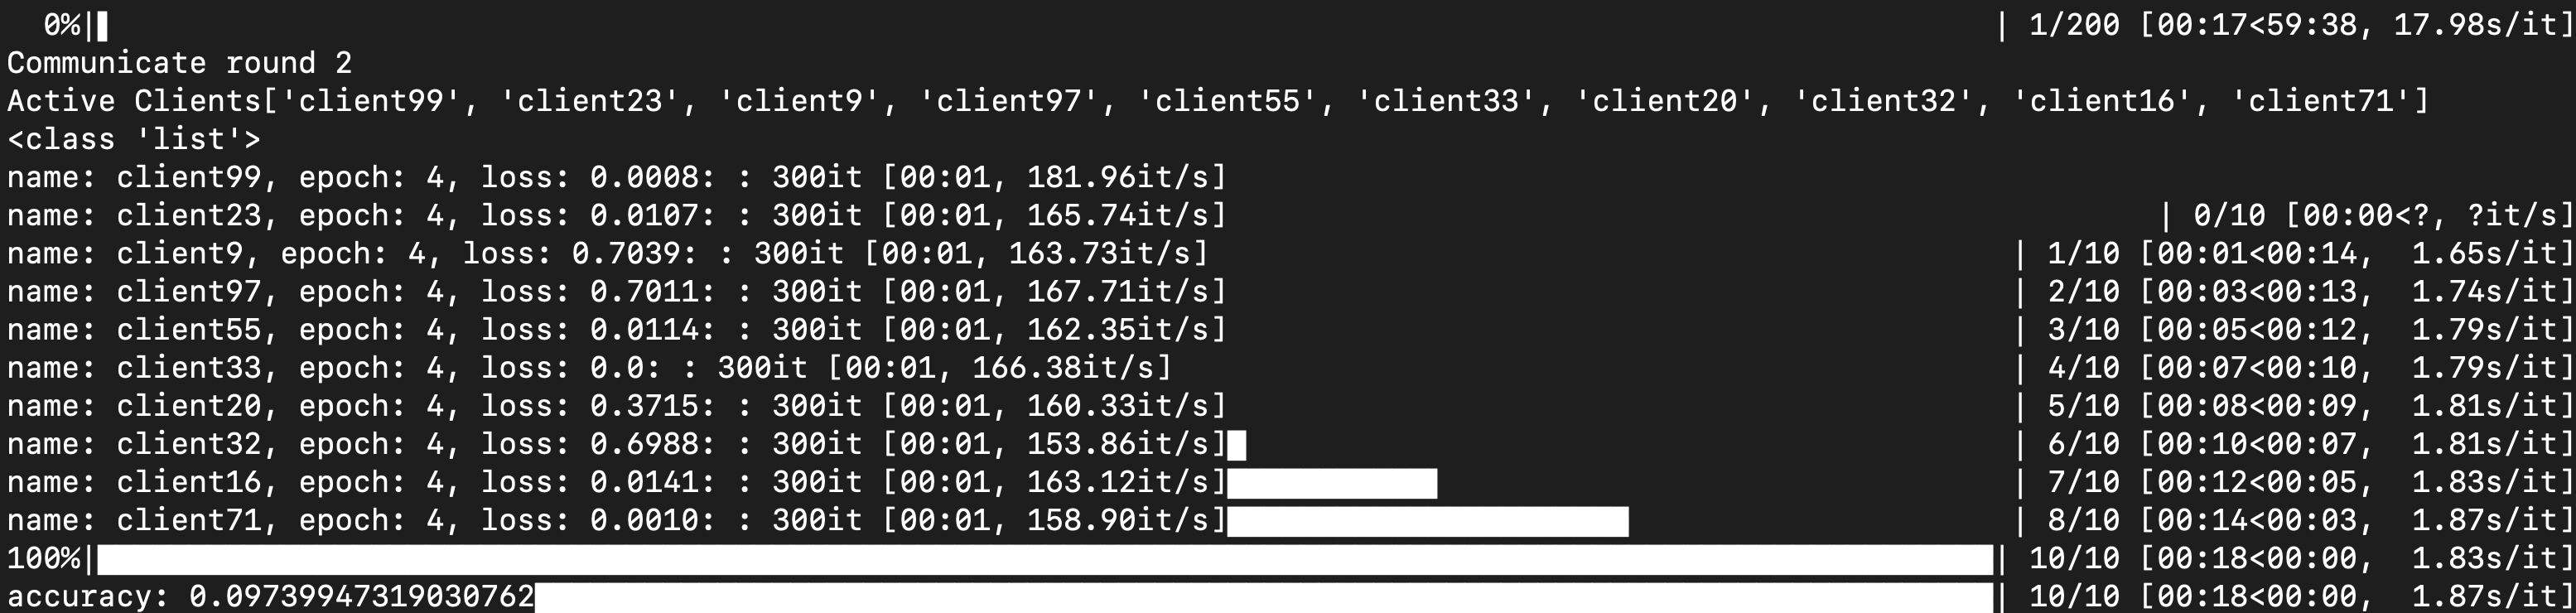 0%| | 1/200 [00:17<59:38, 17.98s/it]
Communicate round 2
Active Clients['client99', 'client23', 'client9', 'client97', 'client55', 'client33', 'client20', 'client32', 'client16', 'client71']
<class 'list'>
name: client99, epoch: 4, loss: 0.0008: : 300it [00:01, 181.96it/s]
name: client23, epoch: 4, loss: 0.0107: : 300it [00:01, 165.74it/s] | 0/10 [00:00<?, ?it/s]
name: client9, epoch: 4, loss: 0.7039: : 300it [00:01, 163.73it/s] | 1/10 [00:01<00:14,  1.65s/it]
name: client97, epoch: 4, loss: 0.7011: : 300it [00:01, 167.71it/s] | 2/10 [00:03<00:13,  1.74s/it]
name: client55, epoch: 4, loss: 0.0114: : 300it [00:01, 162.35it/s] | 3/10 [00:05<00:12,  1.79s/it]
name: client33, epoch: 4, loss: 0.0: : 300it [00:01, 166.38it/s] | 4/10 [00:07<00:10,  1.79s/it]
name: client20, epoch: 4, loss: 0.3715: : 300it [00:01, 160.33it/s] | 5/10 [00:08<00:09,  1.81s/it]
name: client32, epoch: 4, loss: 0.6988: : 300it [00:01, 153.86it/s] | 6/10 [00:10<00:07,  1.81s/it]
name: client16, epoch: 4, loss: 0.0141: : 300it [00:01, 163.12it/s] | 7/10 [00:12<00:05,  1.83s/it]
name: client71, epoch: 4, loss: 0.0010: : 300it [00:01, 158.90it/s] | 8/10 [00:14<00:03,  1.87s/it]
100%| | 10/10 [00:18<00:00,  1.83s/it]
accuracy: 0.09739947319030762 | 10/10 [00:18<00:00,  1.87s/it]